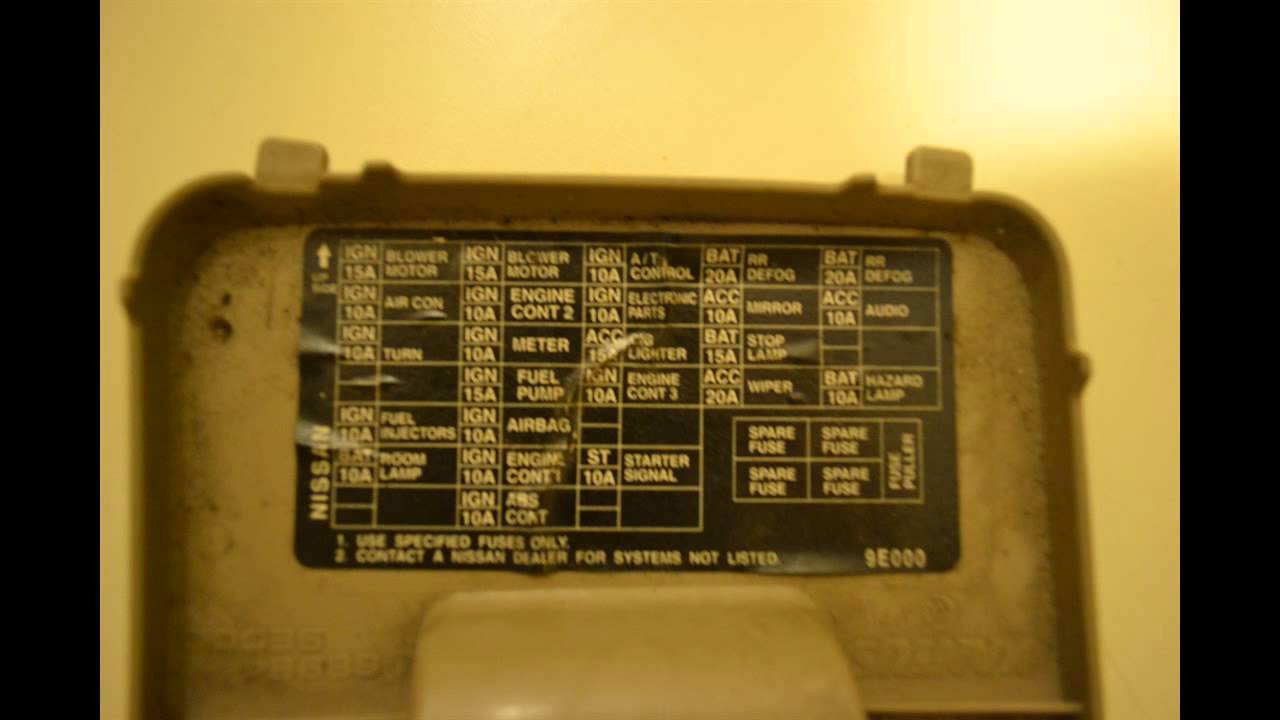 IGN BLOWER IGN BLOWER IGN A/T BAT RR BAT RR
15A MOTOR 15A MOTOR 10A CONTROL 20A DEFOG 20A DEFOG
UP
SIDE
IGN AIR CON IGN ENGINE IGN ELECTRONIC ACC MIRROR ACC AUDIO
10A 10A CONT 2 10A PARTS 10A 10A
IGN IGN METER ACC CIG BAT STOP
10A TURN 10A 15A LIGHTER 15A LAMP
IGN FUEL IGN ENGINE ACC WIPER BAT HAZARD
15A PUMP 10A CONT 3 20A 10A LAMP
IGN FUEL IGN AIRBAG
10A INJECTORS 10A
SPARE SPARE
FUSE FUSE
BAT ROOM IGN ENGINE ST STARTER
10A LAMP 10A CONT 1 10A SIGNAL
SPARE SPARE
FUSE FUSE
FUSE
PULLER
IGN ABS
10A CONT
NISSAN
1. USE SPECIFIED FUSES ONLY.
2. CONTACT A NISSAN DEALER FOR SYSTEMS NOT LISTED. 9E000